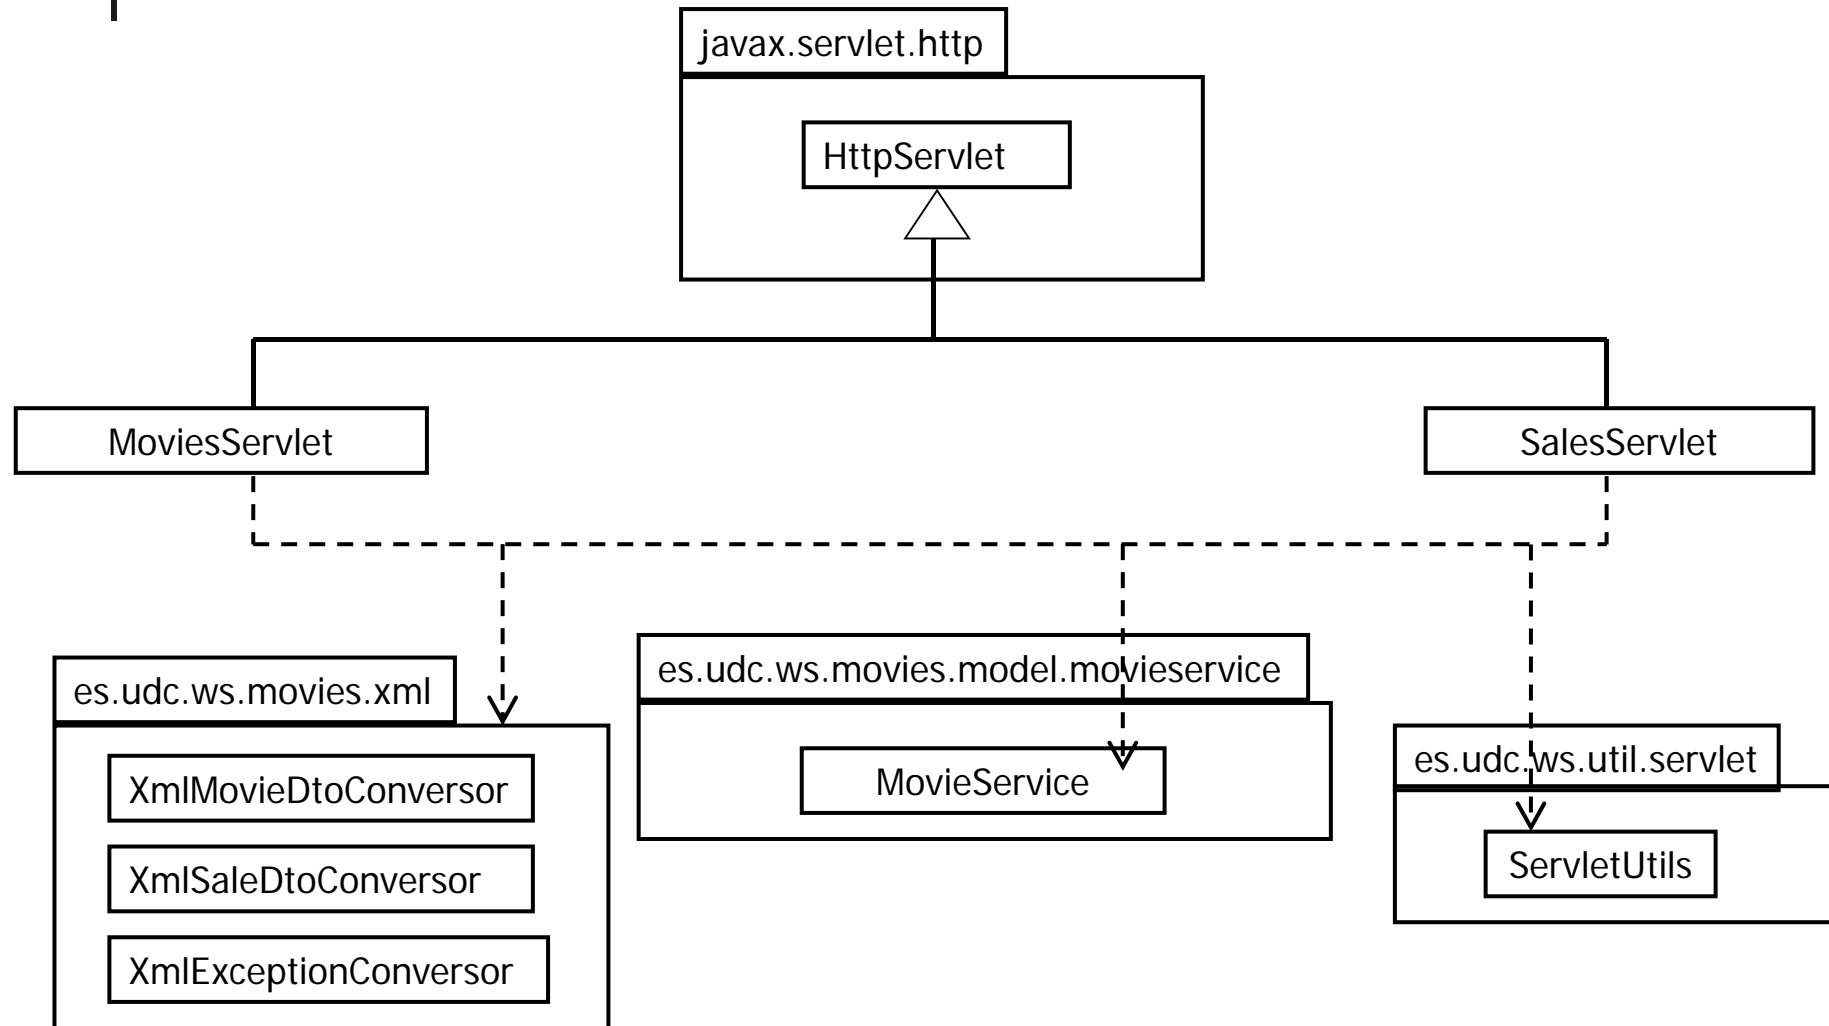 javax.servlet.http
HttpServlet
MoviesServlet
SalesServlet
es.udc.ws.movies.xml
XmlMovieDtoConversor
XmlSaleDtoConversor
XmlExceptionConversor
es.udc.ws.movies.model.movieservice
MovieService
es.udc.ws.util.servlet
ServletUtils